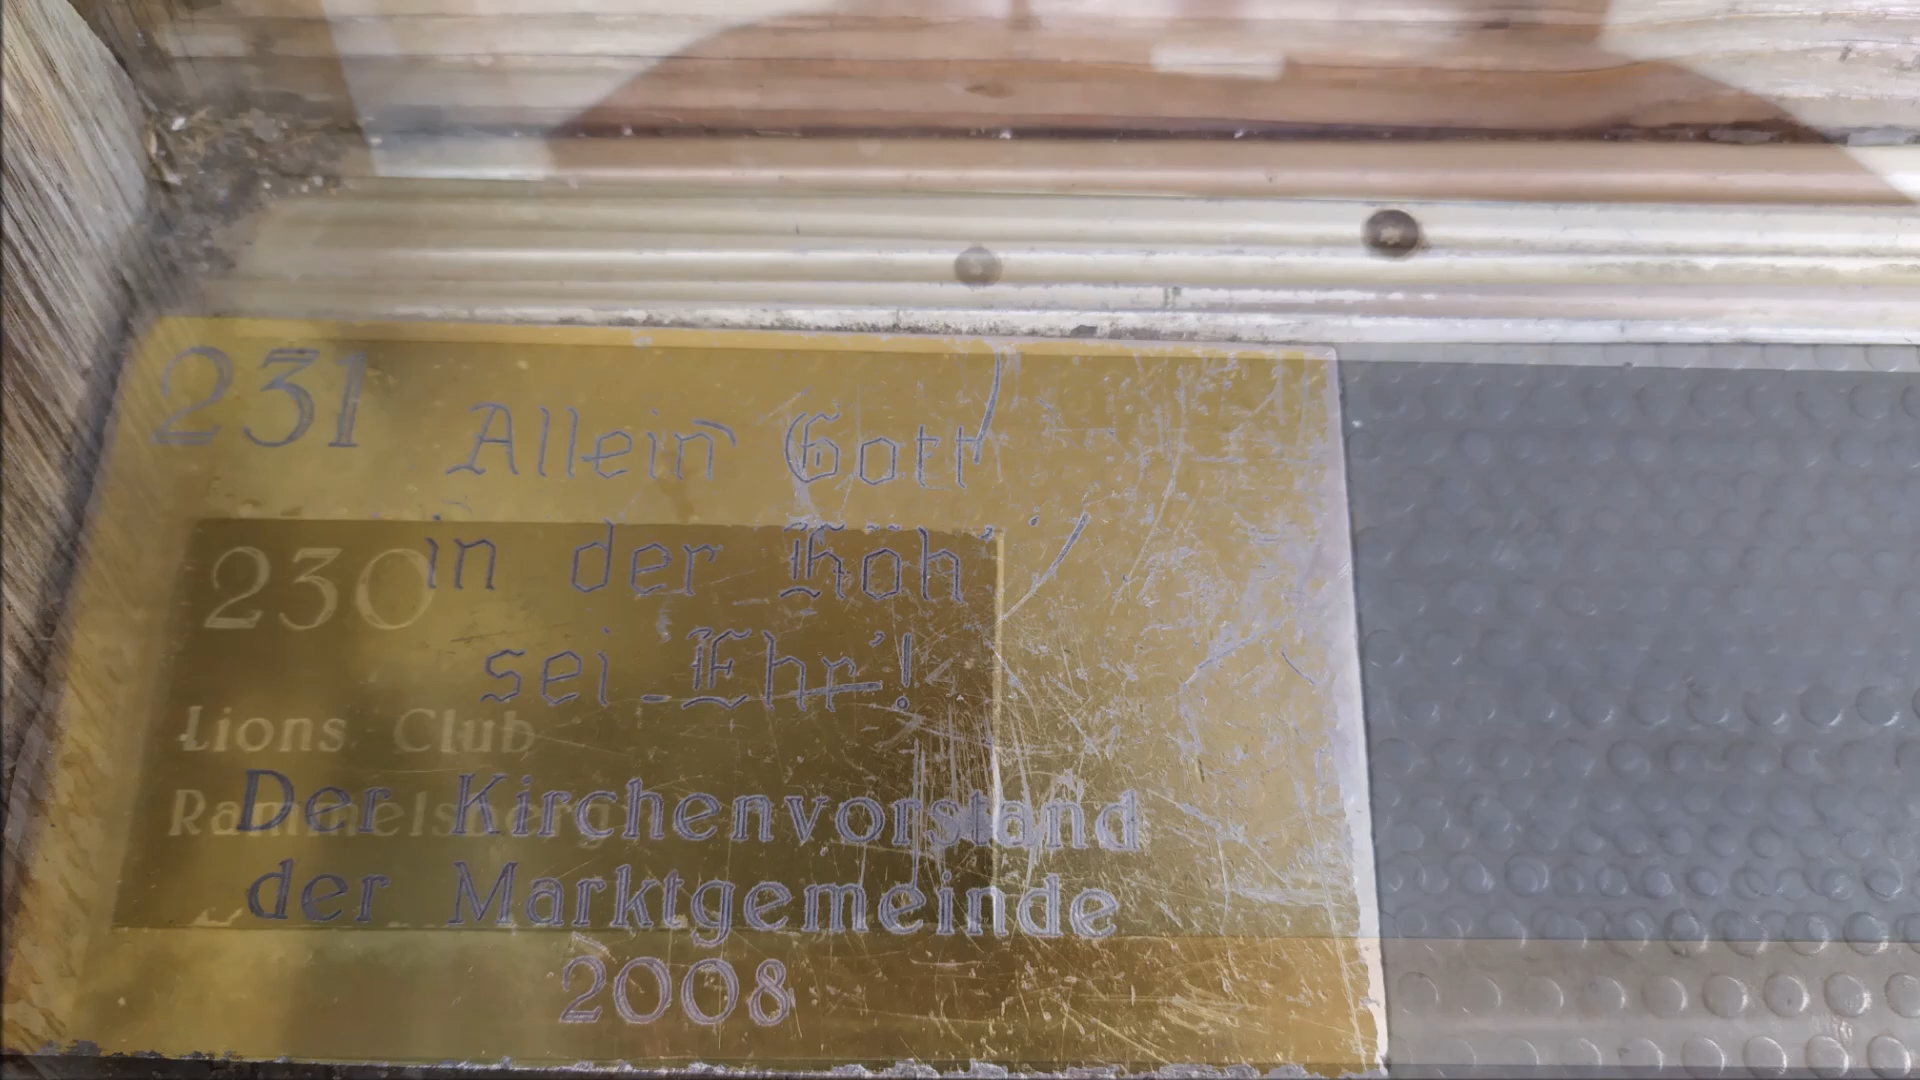 231
Allein Gott
in der Höh'
sei Ehr'!
Der Kirchenvorstand
der Marktgemeinde
2008
230
Lions Club
Rammelsberg